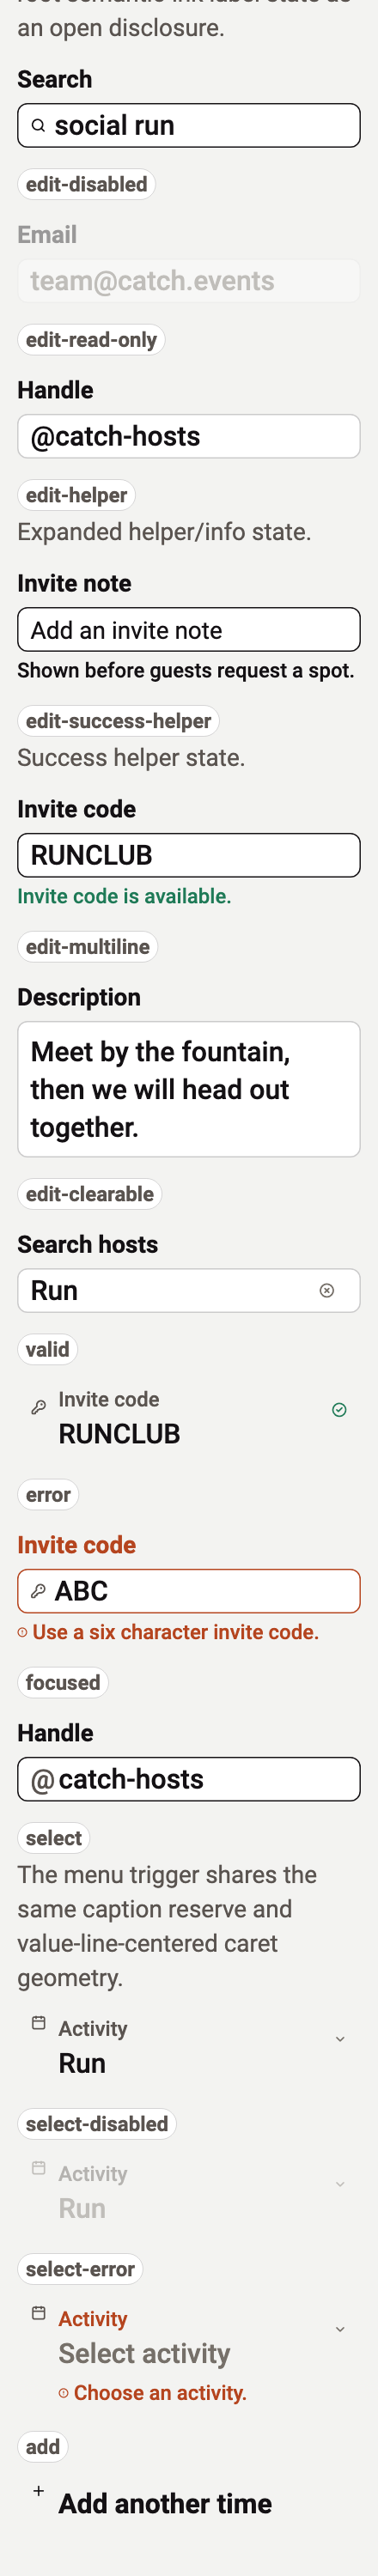 an open disclosure.
Search
social run
edit-disabled
Email
team@catch.events
edit-read-only
Handle
@catch-hosts
edit-helper
Expanded helper/info state.
Invite note
Add an invite note
Shown before guests request a spot.
edit-success-helper
Success helper state.
Invite code
RUNCLUB
Invite code is available.
edit-multiline
Description
Meet by the fountain,
then we will head out
together.
edit-clearable
Search hosts
Run
valid
Invite code
RUNCLUB
error
Invite code
ABC
Use a six character invite code.
focused
Handle
@catch-hosts
select
The menu trigger shares the
same caption reserve and
value-line-centered caret
geometry.
Activity
Run
select-disabled
Activity
Run
select-error
Activity
Select activity
Choose an activity.
add
Add another time